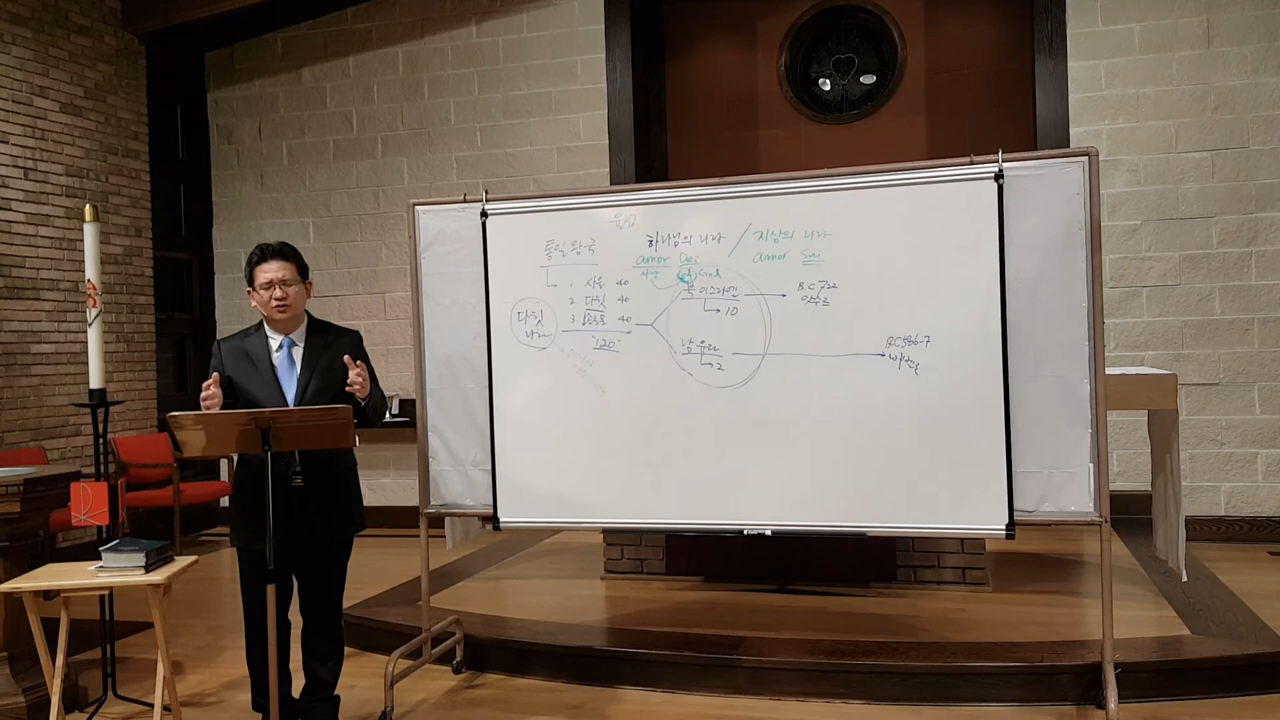 통일왕국
하나님의 나라 / 지상의 나라
amor Dei
amor Sui
사랑
God
1. 사울 40
2. 다윗 40
3. 솔로몬 40
"120"
다윗
나라
북 이스라엘
10
B.C 722
앗수르
남 유다
2
BC 586-7
바벨론